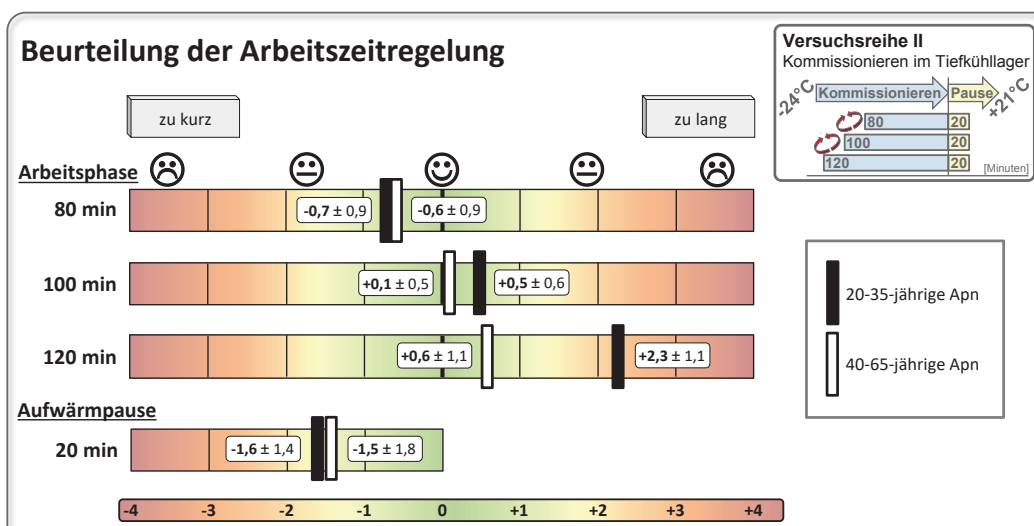 Beurteilung der Arbeitszeitregelung
Versuchsreihe II
Kommissionieren im Tiefkühllager
-24°C
Kommissionieren
Pause
+21°C
80
20
100
20
120
20
[Minuten]
zu kurz
zu lang
Arbeitsphase
80 min
-0,7 ± 0,9
-0,6 ± 0,9
100 min
+0,1 ± 0,5
+0,5 ± 0,6
120 min
+0,6 ± 1,1
+2,3 ± 1,1
20-35-jährige Apn
40-65-jährige Apn
Aufwärmpause
20 min
-1,6 ± 1,4
-1,5 ± 1,8
-4 -3 -2 -1 0 +1 +2 +3 +4